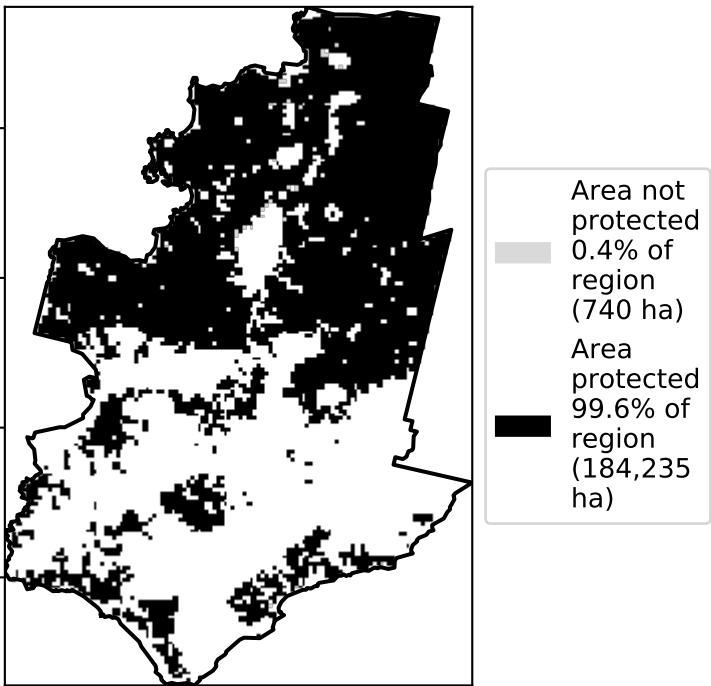 Area not
protected
0.4% of
region
(740 ha)
Area
protected
99.6% of
region
(184,235
ha)